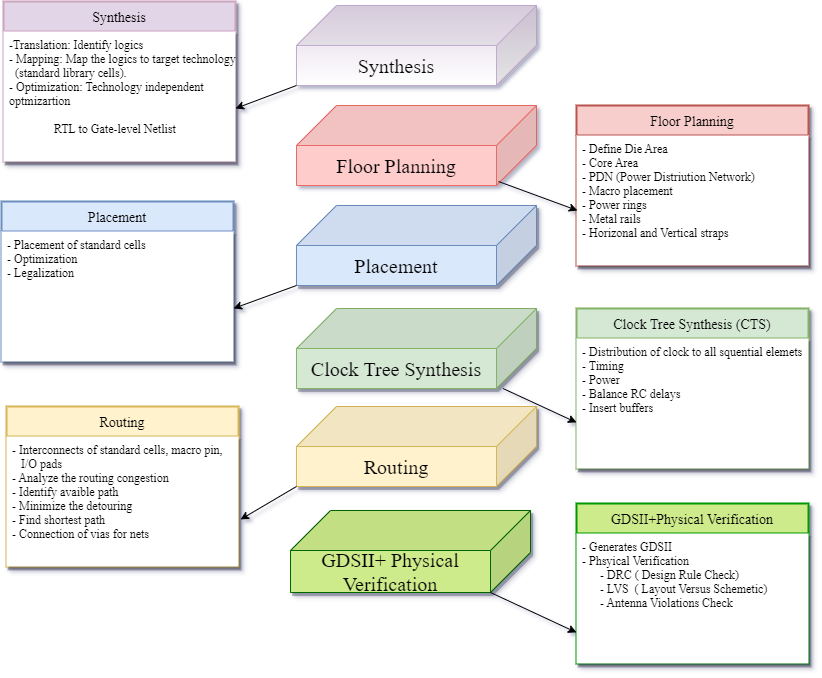 Synthesis
-Translation: Identify logics
- Mapping: Map the logics to target technology
(standard library cells).
- Optimization: Technology independent
optmizartion
RTL to Gate-level Netlist
Synthesis
Floor Planning
Floor Planning
- Define Die Area
- Core Area
- PDN (Power Distriution Network)
- Macro placement
- Power rings
- Metal rails
- Horizonal and Vertical straps
Placement
- Placement of standard cells
- Optimization
- Legalization
Placement
Clock Tree Synthesis
Clock Tree Synthesis (CTS)
- Distribution of clock to all squential elemets
- Timing
- Power
- Balance RC delays
- Insert buffers
Routing
- Interconnects of standard cells, macro pin,
I/O pads
- Analyze the routing congestion
- Identify avaible path
- Minimize the detouring
- Find shortest path
- Connection of vias for nets
Routing
GDSII+ Physical
Verification
GDSII+Physical Verification
- Generates GDSII
- Phsyical Verification
- DRC ( Design Rule Check)
- LVS ( Layout Versus Schemetic)
- Antenna Violations Check